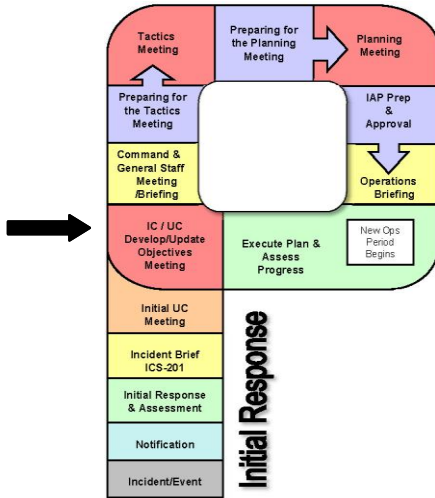 Tactics
Meeting
Preparing for
the Planning
Meeting
Planning
Meeting
Preparing for
the Tactics
Meeting
IAP Prep
&
Approval
Command &
General Staff
Meeting
/Briefing
Operations
Briefing
IC / UC
Develop/Update
Objectives
Meeting
Execute Plan &
Assess
Progress
New Ops
Period
Begins
Initial UC
Meeting
Incident Brief
ICS-201
Initial Response
& Assessment
Notification
Incident/Event
Initial Response